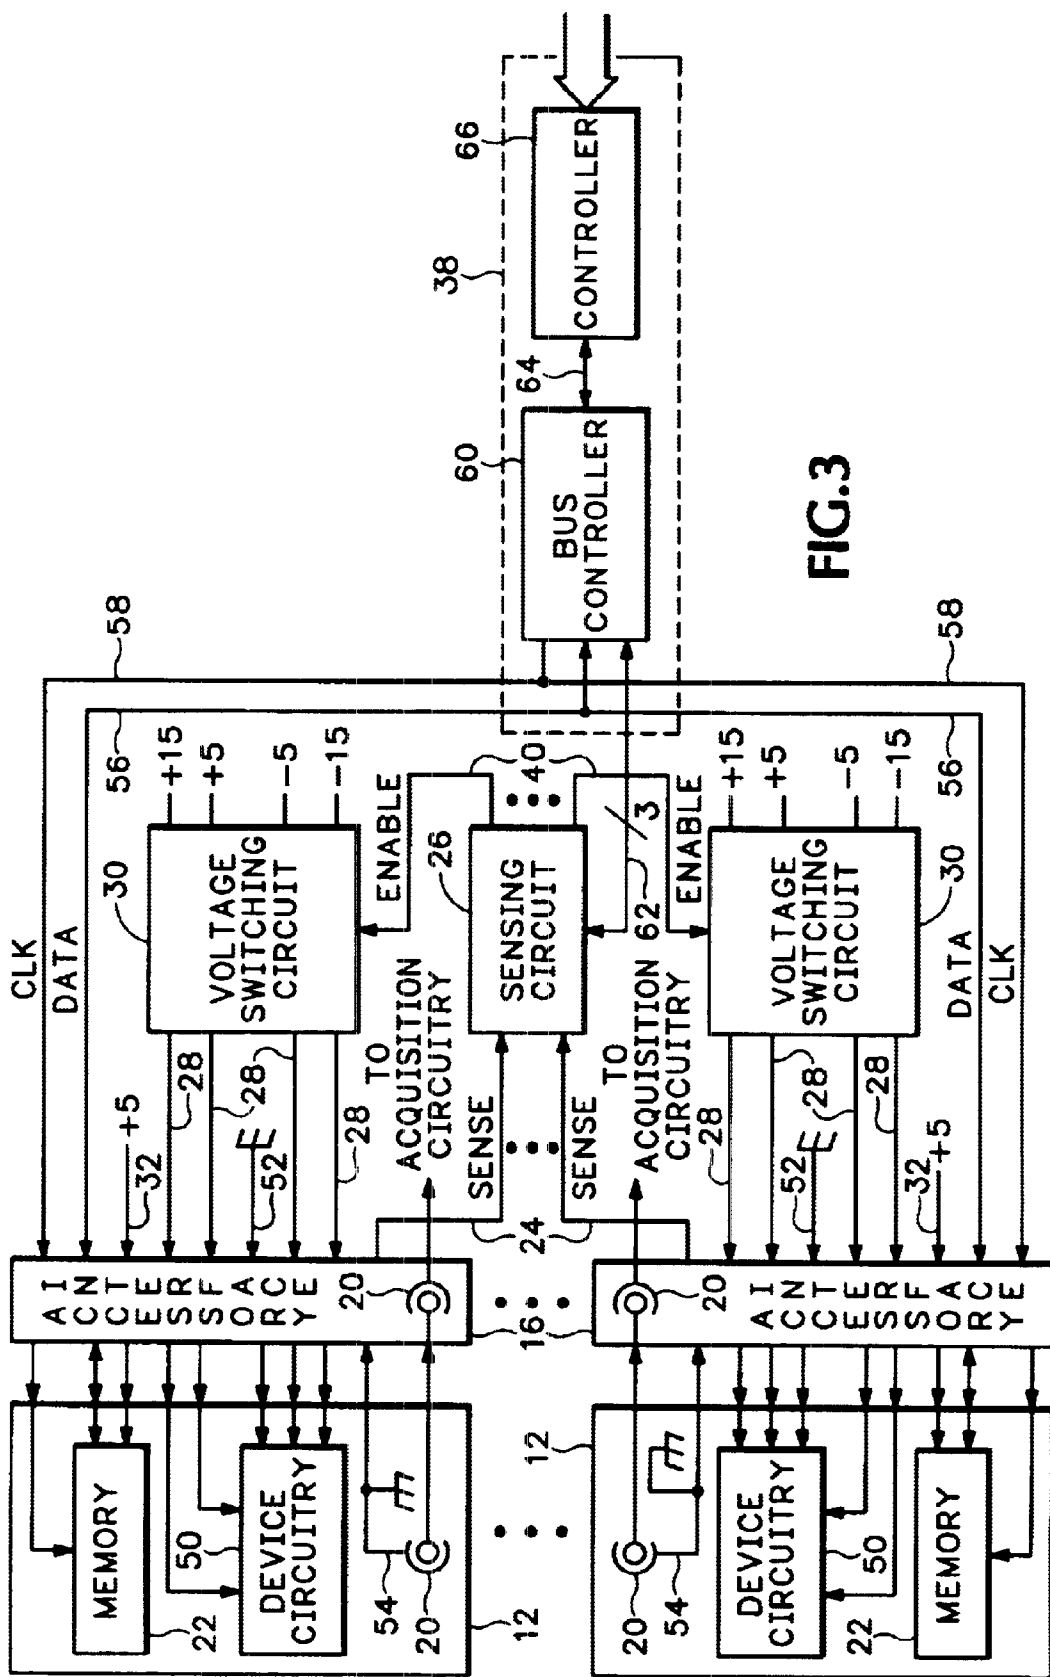 12
12
MEMORY
22
DEVICE
CIRCUITRY
50
54
20
MEMORY
22
DEVICE
CIRCUITRY
50
54
20
16
ACCESSORY
INTERFACE
20
ACCESSORY
INTERFACE
20
24
+5
32
28
28
E
52
28
+5
32
28
28
E
52
28
TO
ACQUISITION
CIRCUITRY
TO
ACQUISITION
CIRCUITRY
SENSE
SENSE
CLK
DATA
CLK
DATA
VOLTAGE
SWITCHING
CIRCUIT
30
SENSING
CIRCUIT
26
VOLTAGE
SWITCHING
CIRCUIT
30
ENABLE
ENABLE
62
3
40
+15
+5
-5
-15
+15
+5
-5
-15
56
58
56
58
BUS
CONTROLLER
60
64
38
CONTROLLER
66
FIG.3